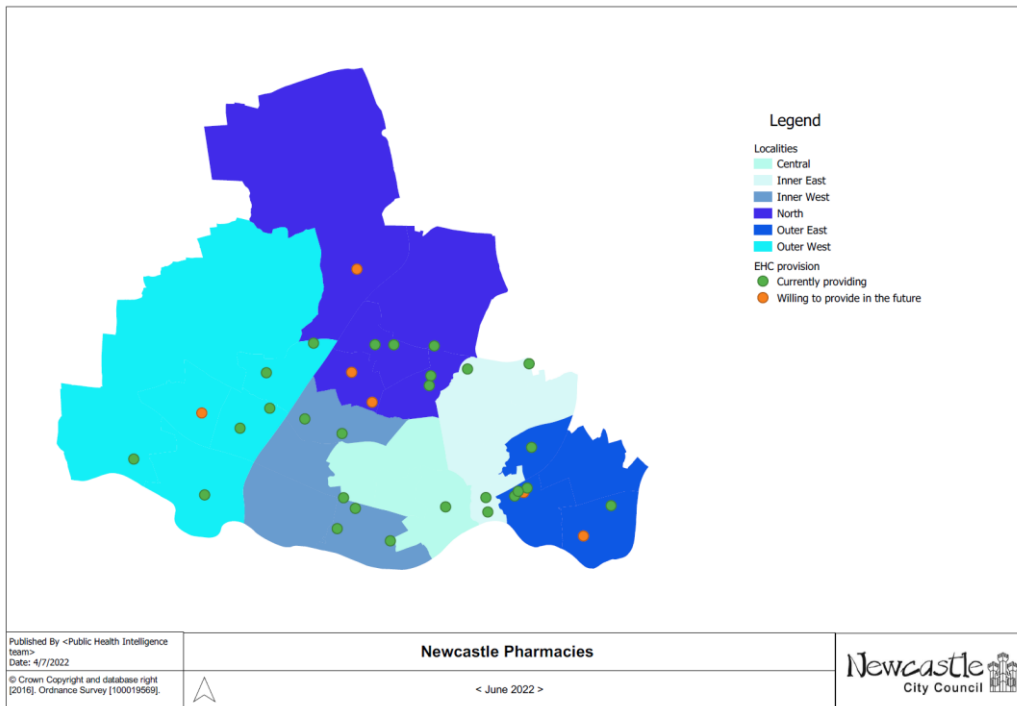 Legend
Localities
Central
Inner East
Inner West
North
Outer East
Outer West
EHC provision
Currently providing
Willing to provide in the future
Published By <Public Health Intelligence
team>
Date: 4/7/2022
© Crown Copyright and database right
[2016]. Ordnance Survey [100019569].
Newcastle Pharmacies
< June 2022 >
Newcastle
City Council